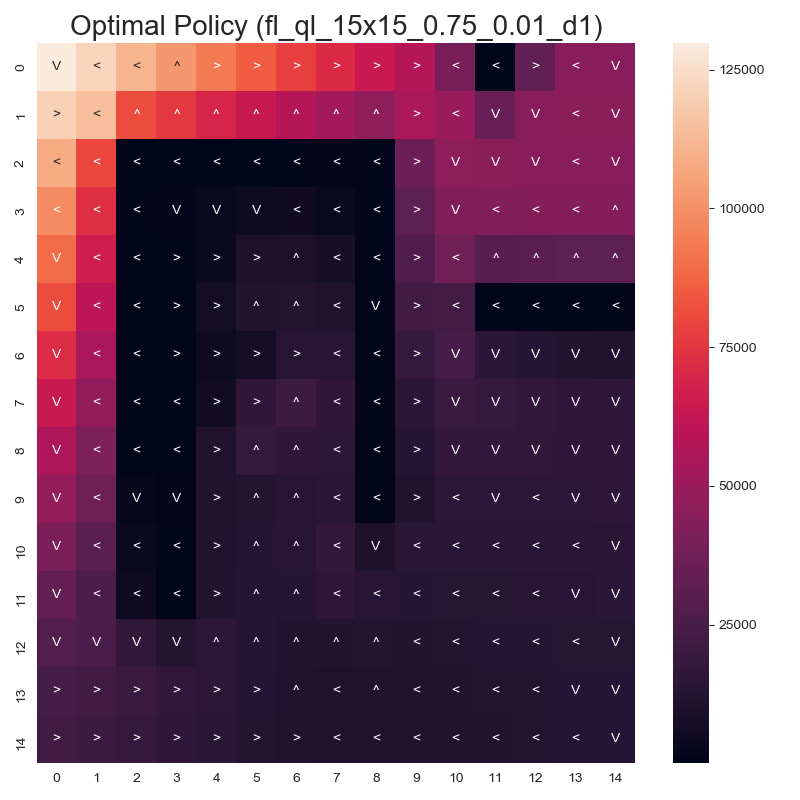 Optimal Policy (fl_ql_15x15_0.75_0.01_d1)
0 V < < ^ > > > > > > < < > < V
1 > < ^ ^ ^ ^ ^ ^ ^ > < V V < V
2 < < < < < < < < < > V V V < V
3 < < < V V V < < < > V < < < ^
4 V < < > > > ^ < < > < ^ ^ ^ ^
5 V < < > > ^ ^ < V > < < < < <
6 V < < > > > > < < > V V V V V
7 V < < < > > ^ < < > V V V V V
8 V < < < > ^ ^ < < > V V V V V
9 V < V V > ^ ^ < < > < V < V V
10 V < < < > ^ ^ < V < < < < < V
11 V < < < > ^ ^ < < < < < < V V
12 V V V V ^ ^ ^ ^ ^ < < < < < V
13 > > > > > > ^ < ^ < < < < V V
14 > > > > > > > < < < < < < < V
0 1 2 3 4 5 6 7 8 9 10 11 12 13 14
125000
100000
75000
50000
25000